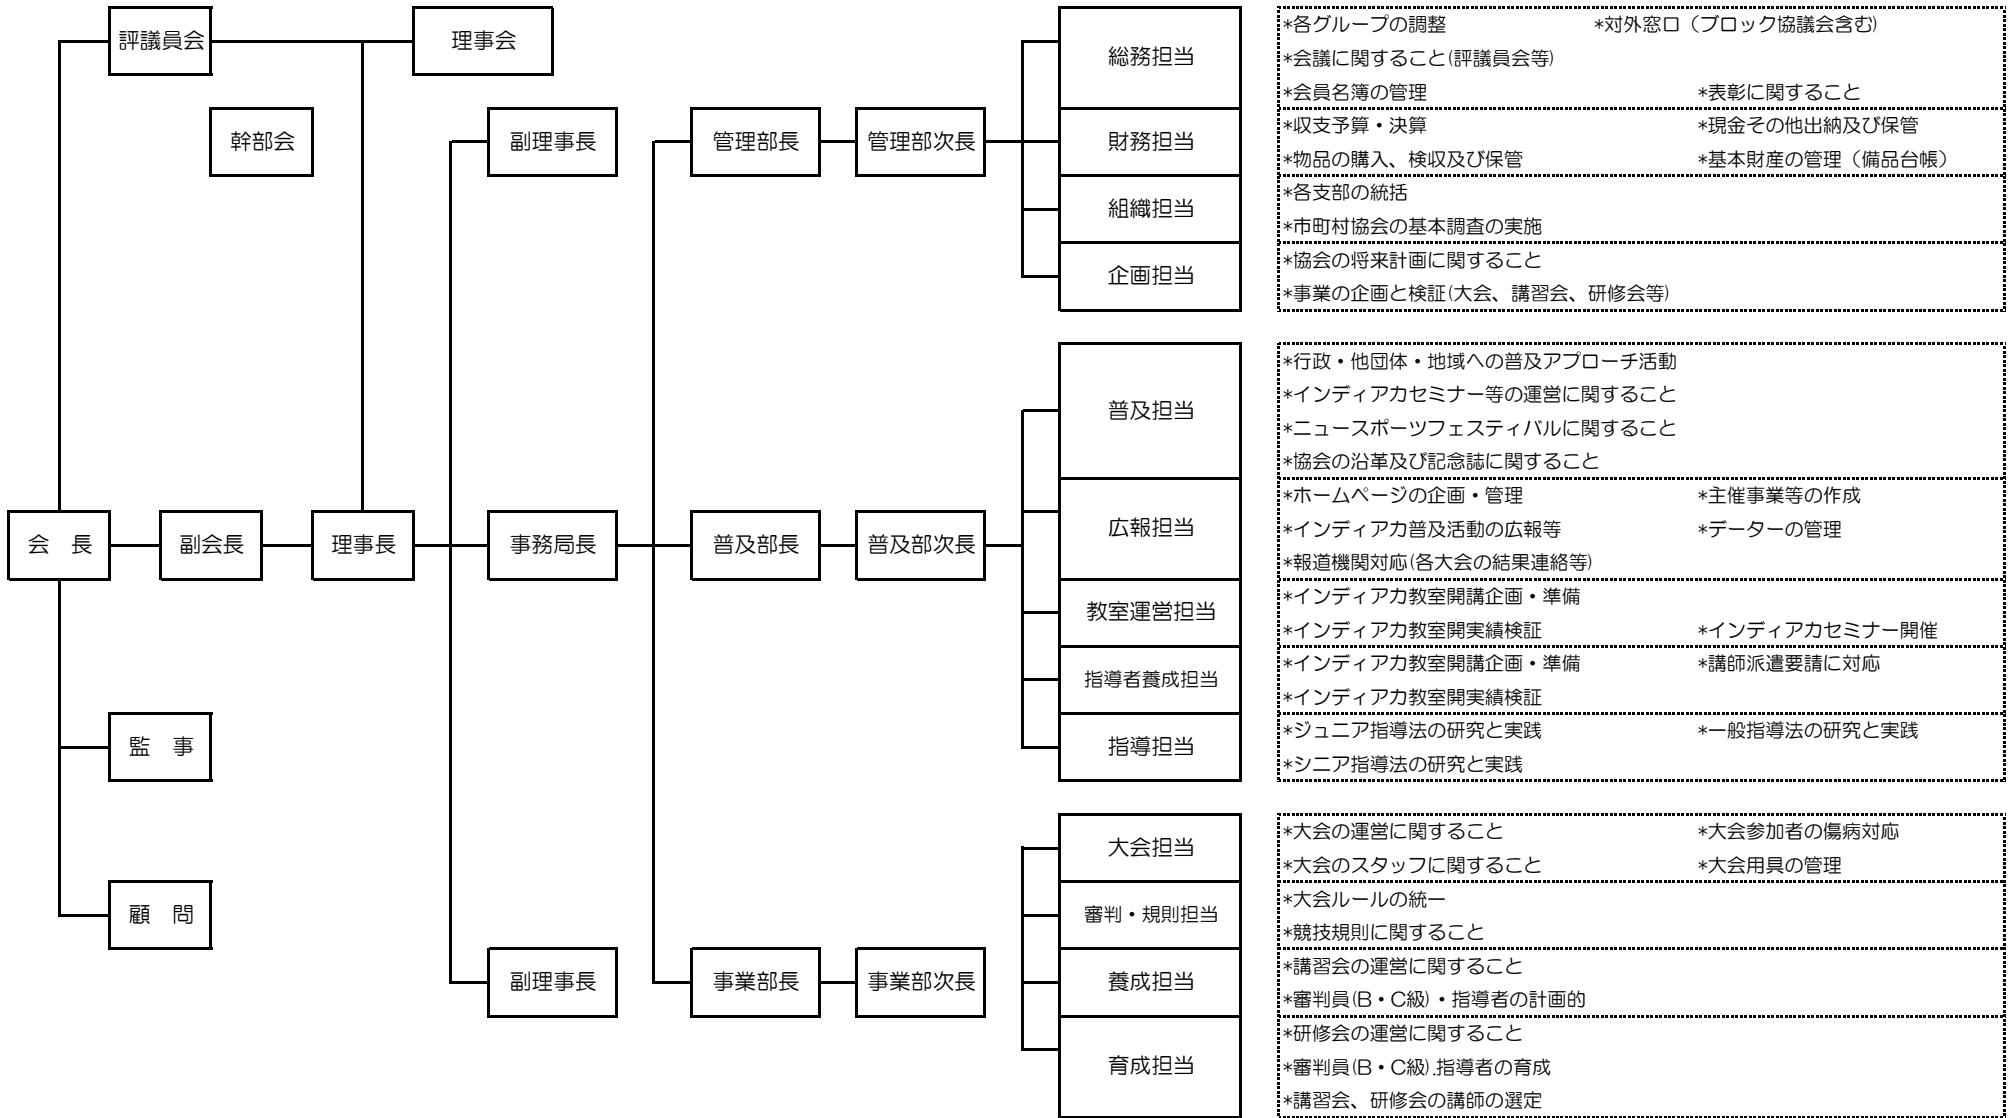 評議員会
理事会
幹部会
副理事長
管理部長
管理部次長
総務担当
*各グループの調整 *対外窓口（ブロック協議会含む）
*会議に関すること(評議員会等)
*会員名簿の管理 *表彰に関すること
財務担当
*収支予算・決算 *現金その他出納及び保管
*物品の購入、検収及び保管 *基本財産の管理（備品台帳）
組織担当
*各支部の統括
*市町村協会の基本調査の実施
企画担当
*協会の将来計画に関すること
*事業の企画と検証(大会、講習会、研修会等)
会　長
副会長
理事長
事務局長
普及部長
普及部次長
普及担当
*行政・他団体・地域への普及アプローチ活動
*インディアカセミナー等の運営に関すること
*ニュースポーツフェスティバルに関すること
*協会の沿革及び記念誌に関すること
広報担当
*ホームページの企画・管理 *主催事業等の作成
*インディアカ普及活動の広報等 *データーの管理
*報道機関対応(各大会の結果連絡等)
教室運営担当
*インディアカ教室開講企画・準備
*インディアカ教室開実績検証 *インディアカセミナー開催
指導者養成担当
*インディアカ教室開講企画・準備 *講師派遣要請に対応
*インディアカ教室開実績検証
指導担当
*ジュニア指導法の研究と実践 *一般指導法の研究と実践
*シニア指導法の研究と実践
監　事
顧　問
副理事長
事業部長
事業部次長
大会担当
*大会の運営に関すること *大会参加者の傷病対応
*大会のスタッフに関すること *大会用具の管理
審判・規則担当
*大会ルールの統一
*競技規則に関すること
養成担当
*講習会の運営に関すること
*審判員(B・C級)・指導者の計画的
育成担当
*研修会の運営に関すること
*審判員(B・C級).指導者の育成
*講習会、研修会の講師の選定